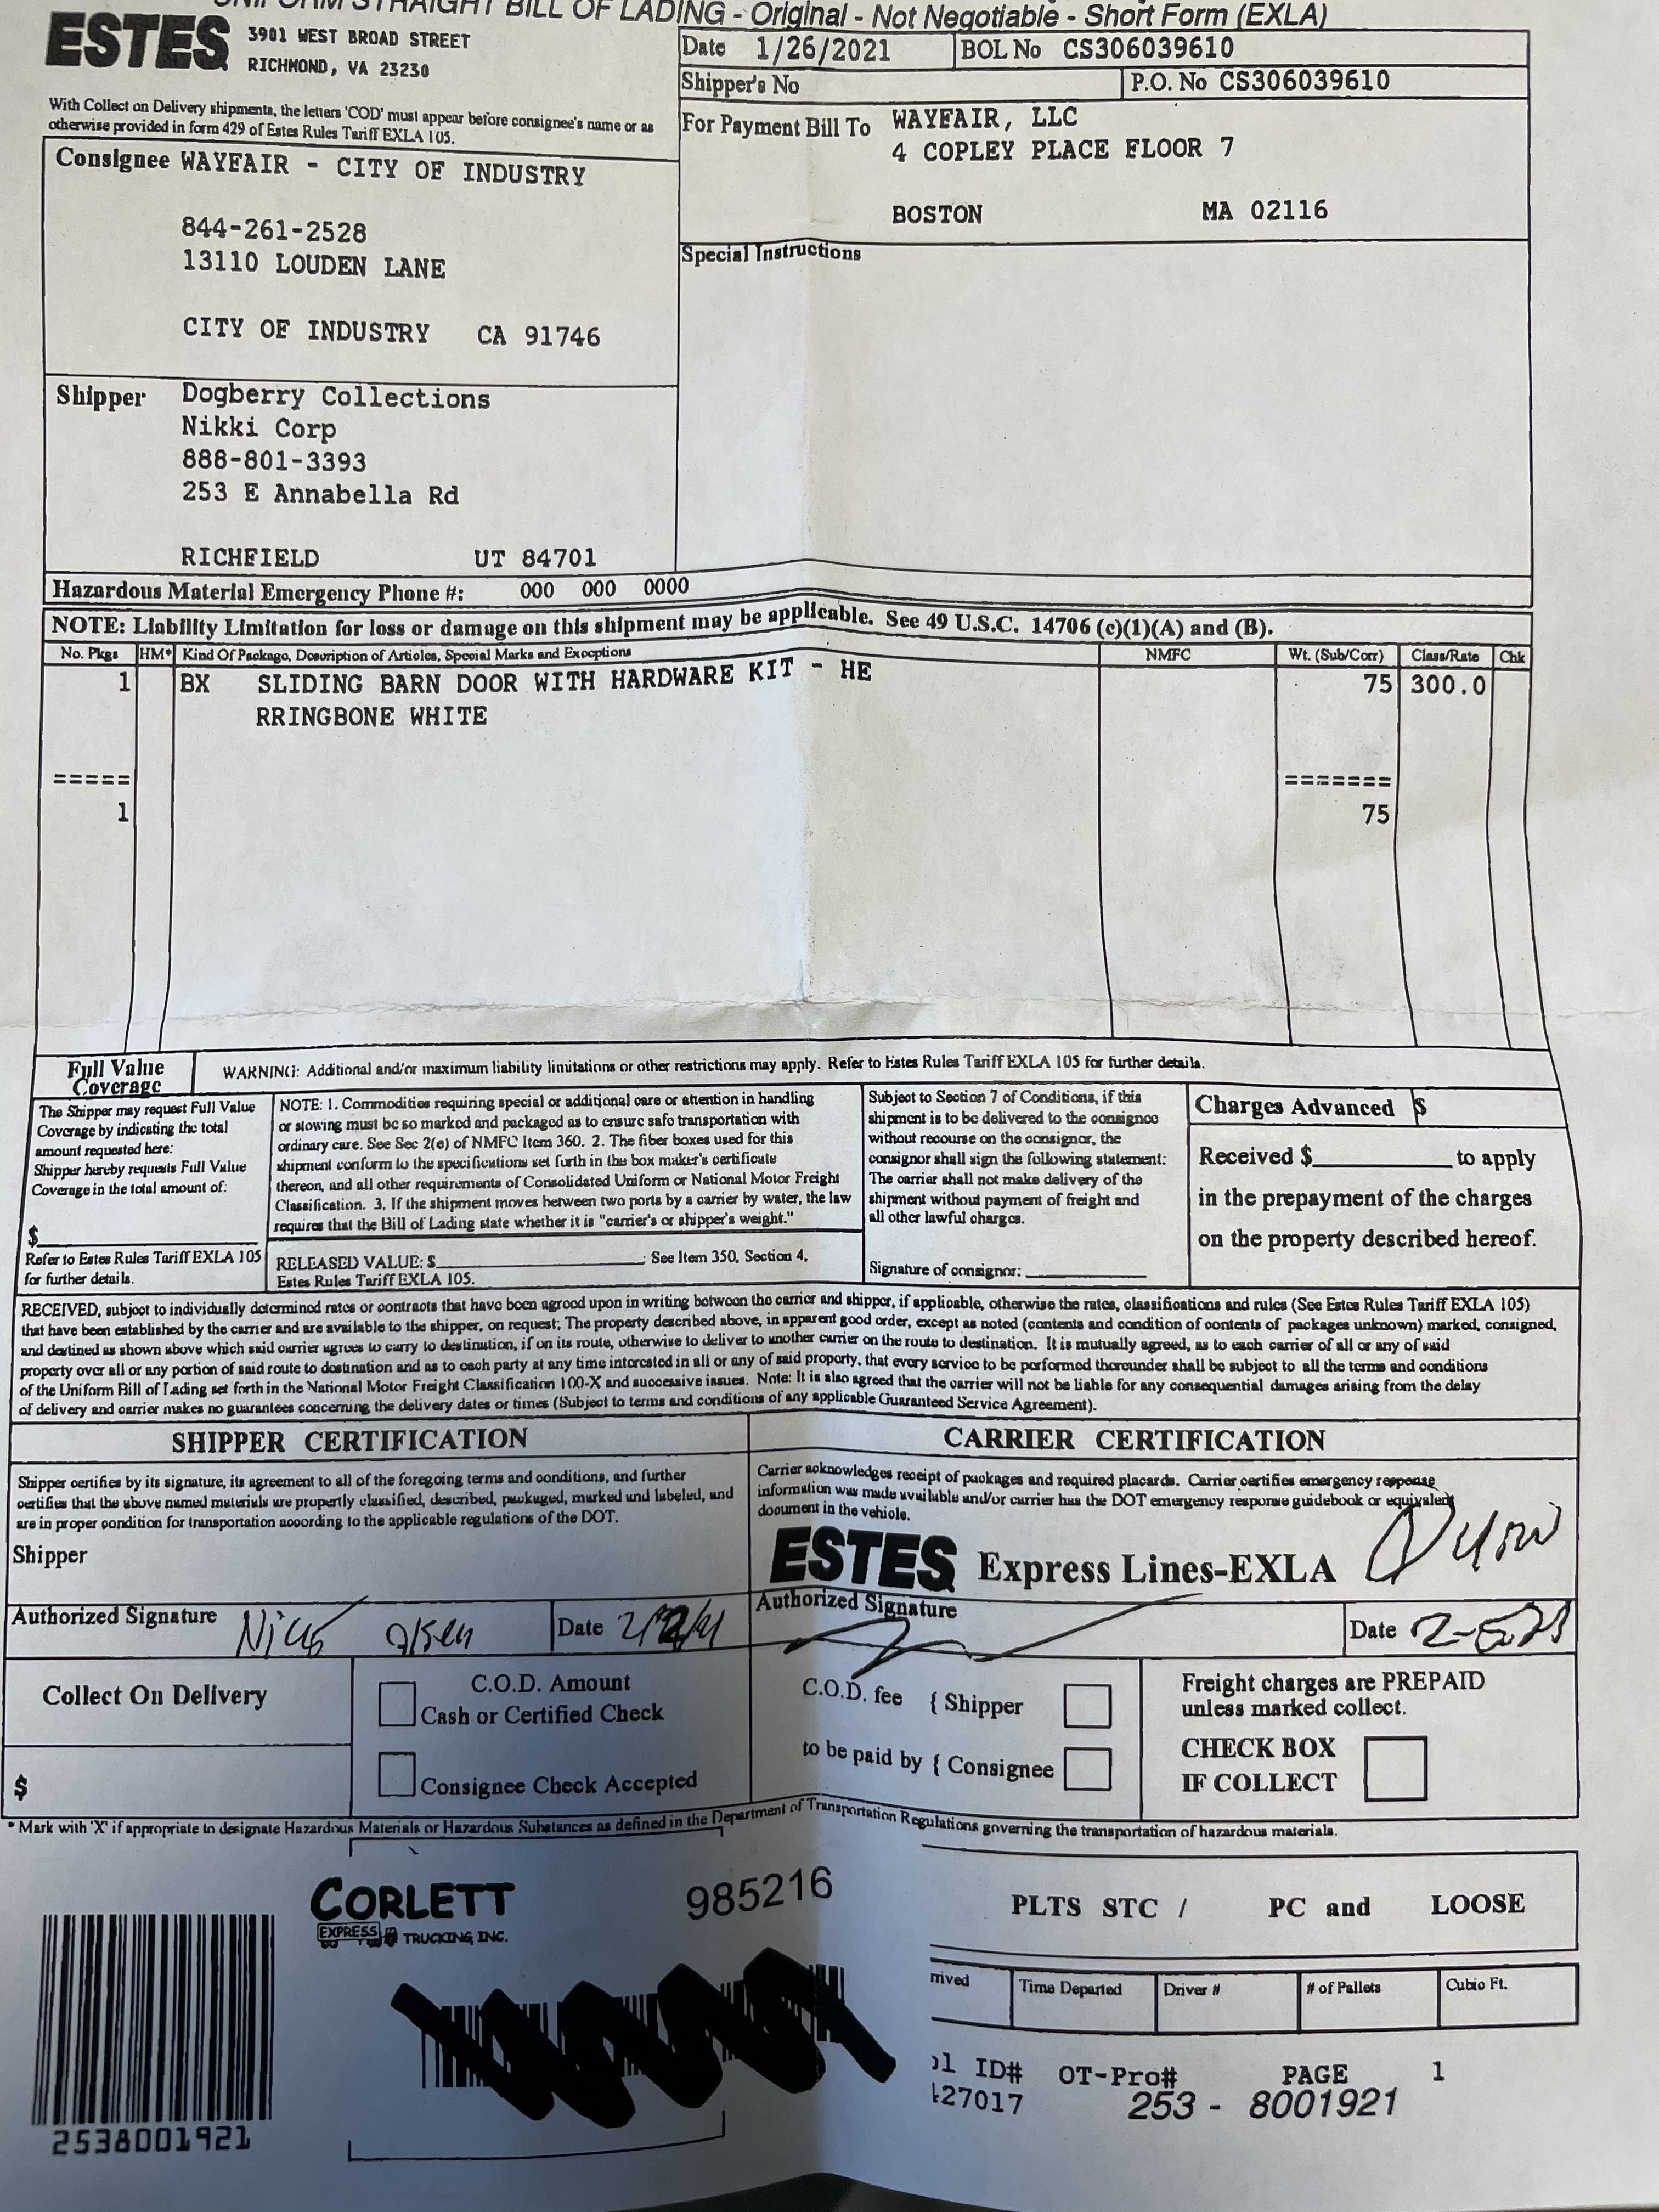 UNIFORM STRAIGHT BILL OF LADING - Original - Not Negotiable - Short Form (EXLA)
ESTES
3901 WEST BROAD STREET
RICHMOND, VA 23230
Date 1/26/2021
BOL No CS306039610
Shipper's No
P.O. No CS306039610
With Collect on Delivery shipments, the letters 'COD' must appear before consignee's name or as
otherwise provided in form 429 of Estes Rules Tariff EXLA 105.
For Payment Bill To WAYFAIR, LLC
4 COPLEY PLACE FLOOR 7
BOSTON MA 02116
Consignee WAYFAIR - CITY OF INDUSTRY
844-261-2528
13110 LOUDEN LANE
CITY OF INDUSTRY CA 91746
Special Instructions
Shipper Dogberry Collections
Nikki Corp
888-801-3393
253 E Annabella Rd
RICHFIELD UT 84701
Hazardous Material Emergency Phone #: 000 000 0000
NOTE: Liability Limitation for loss or damage on this shipment may be applicable. See 49 U.S.C. 14706 (c)(1)(A) and (B).
No. Pkgs HM* Kind Of Package, Description of Articles, Special Marks and Exceptions NMFC Wt. (Sub/Corr) Class/Rate Chk
1 BX SLIDING BARN DOOR WITH HARDWARE KIT - HE 75 300.0
RRINGBONE WHITE
===== =======
1 75
Full Value
Coverage
WARNING: Additional and/or maximum liability limitations or other restrictions may apply. Refer to Estes Rules Tariff EXLA 105 for further details.
The Shipper may request Full Value
Coverage by indicating the total
amount requested here:
Shipper hereby requests Full Value
Coverage in the total amount of:
$
Refer to Estes Rules Tariff EXLA 105
for further details.
NOTE: 1. Commodities requiring special or additional care or attention in handling
or stowing must be so marked and packaged as to ensure safe transportation with
ordinary care. See Sec 2(e) of NMFC Item 360. 2. The fiber boxes used for this
shipment conform to the specifications set forth in the box maker's certificate
thereon, and all other requirements of Consolidated Uniform or National Motor Freight
Classification. 3. If the shipment moves between two ports by a carrier by water, the law
requires that the Bill of Lading state whether it is "carrier's or shipper's weight."
RELEASED VALUE: $ : See Item 350, Section 4,
Estes Rules Tariff EXLA 105.
Subject to Section 7 of Conditions, if this
shipment is to be delivered to the consignee
without recourse on the consignor, the
consignor shall sign the following statement:
The carrier shall not make delivery of the
shipment without payment of freight and
all other lawful charges.
Signature of consignor:
Charges Advanced $
Received $ to apply
in the prepayment of the charges
on the property described hereof.
RECEIVED, subject to individually determined rates or contracts that have been agreed upon in writing between the carrier and shipper, if applicable, otherwise the rates, classifications and rules (See Estes Rules Tariff EXLA 105)
that have been established by the carrier and are available to the shipper, on request; The property described above, in apparent good order, except as noted (contents and condition of contents of packages unknown) marked, consigned,
and destined as shown above which said carrier agrees to carry to destination, if on its route, otherwise to deliver to another carrier on the route to destination. It is mutually agreed, as to each carrier of all or any of said
property over all or any portion of said route to destination and as to each party at any time interested in all or any of said property, that every service to be performed thereunder shall be subject to all the terms and conditions
of the Uniform Bill of Lading set forth in the National Motor Freight Classification 100-X and successive issues. Note: It is also agreed that the carrier will not be liable for any consequential damages arising from the delay
of delivery and carrier makes no guarantees concerning the delivery dates or times (Subject to terms and conditions of any applicable Guaranteed Service Agreement).
SHIPPER CERTIFICATION
Shipper certifies by its signature, its agreement to all of the foregoing terms and conditions, and further
certifies that the above named materials are properly classified, described, packaged, marked and labeled, and
are in proper condition for transportation according to the applicable regulations of the DOT.
Shipper
Authorized Signature
Date
CARRIER CERTIFICATION
Carrier acknowledges receipt of packages and required placards. Carrier certifies emergency response
information was made available and/or carrier has the DOT emergency response guidebook or equivalent
document in the vehicle.
ESTES Express Lines-EXLA
Authorized Signature
Date
Collect On Delivery
$
C.O.D. Amount
Cash or Certified Check
Consignee Check Accepted
C.O.D. fee { Shipper
to be paid by { Consignee
Freight charges are PREPAID
unless marked collect.
CHECK BOX
IF COLLECT
* Mark with 'X' if appropriate to designate Hazardous Materials or Hazardous Substances as defined in the Department of Transportation Regulations governing the transportation of hazardous materials.
CORLETT
EXPRESS TRUCKING, INC.
985216
2538001921
PLTS STC / PC and LOOSE
rrived Time Departed Driver # # of Pallets Cubic Ft.
ol ID# OT-Pro# PAGE 1
27017 253 - 8001921